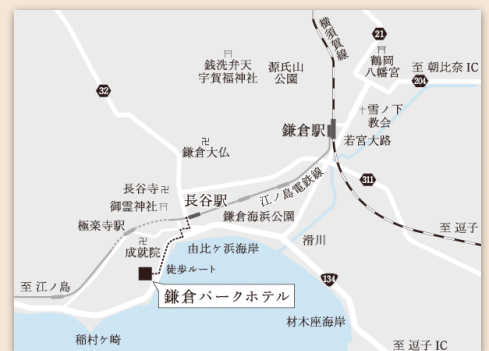 横須賀線
21
銭洗弁天
宇賀福神社
源氏山
公園
鶴岡
八幡宮
至 朝比奈 IC
204
32
雪ノ下
教会
鎌倉駅
若宮大路
鎌倉大仏
311
江ノ島電鉄線
長谷寺
長谷駅
御霊神社
鎌倉海浜公園
極楽寺駅
至 逗子
滑川
成就院
由比ヶ浜海岸
徒歩ルート
134
至 江ノ島
鎌倉パークホテル
材木座海岸
稲村ヶ崎
至 逗子 IC